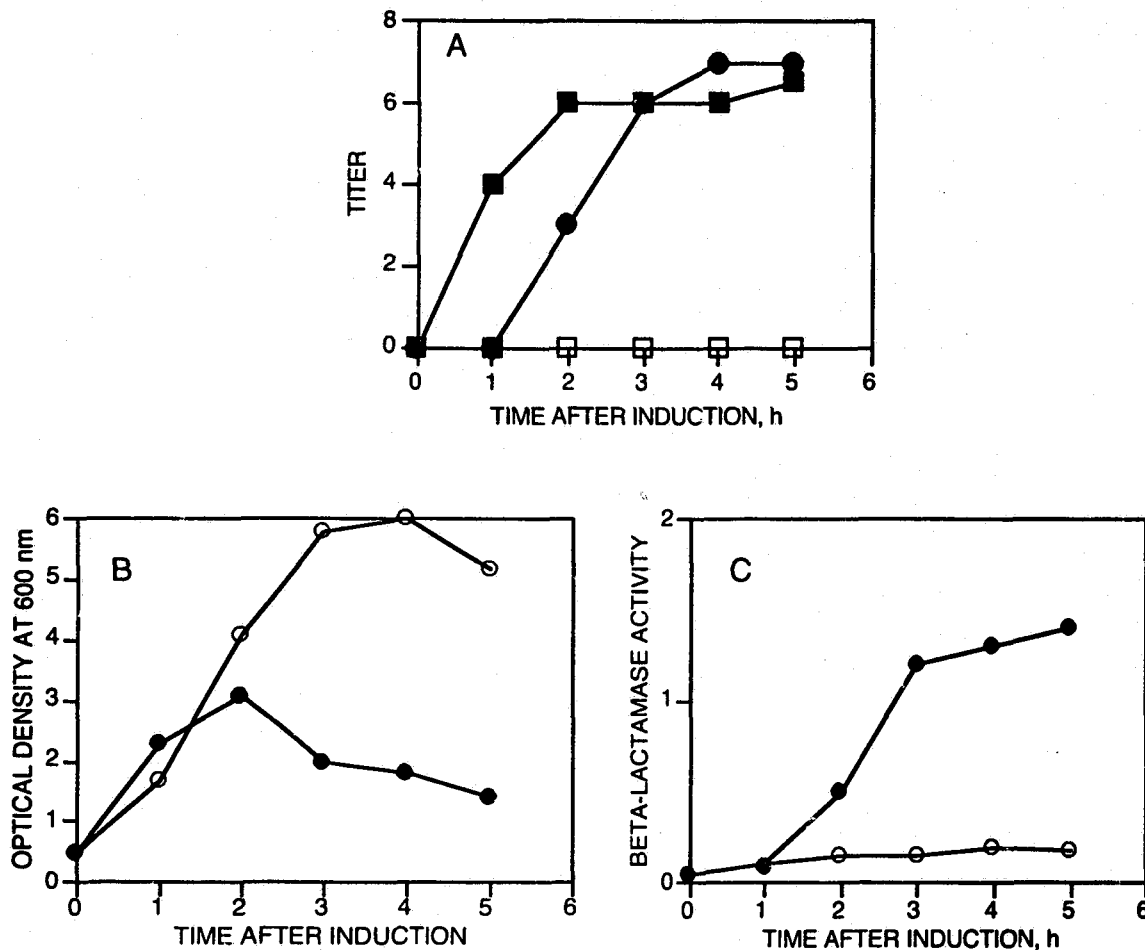 A
8
6
4
2
0
TITER
0 1 2 3 4 5 6
TIME AFTER INDUCTION, h
B
6
5
4
3
2
1
0
OPTICAL DENSITY AT 600 nm
0 1 2 3 4 5 6
TIME AFTER INDUCTION
C
2
1
0
BETA-LACTAMASE ACTIVITY
0 1 2 3 4 5 6
TIME AFTER INDUCTION, h